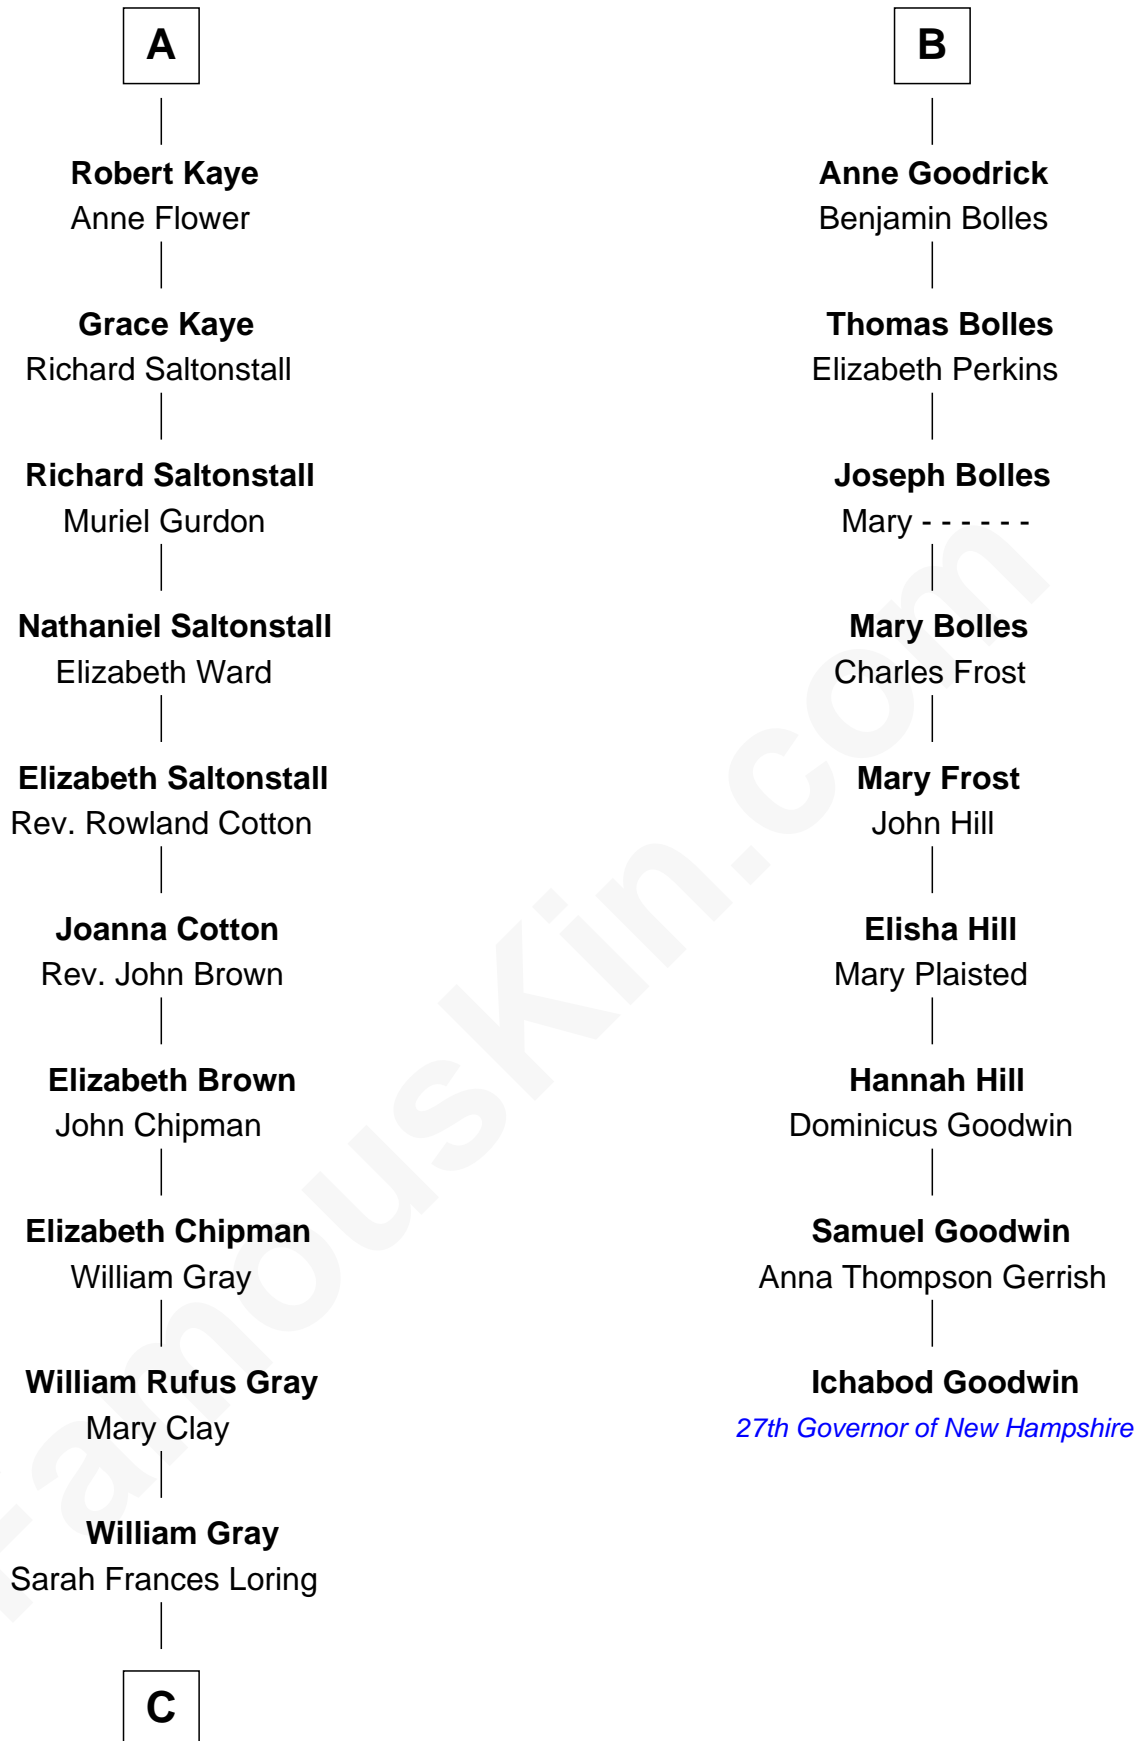 A
Robert Kaye
Anne Flower
Grace Kaye
Richard Saltonstall
Richard Saltonstall
Muriel Gurdon
Nathaniel Saltonstall
Elizabeth Ward
Elizabeth Saltonstall
Rev. Rowland Cotton
Joanna Cotton
Rev. John Brown
Elizabeth Brown
John Chipman
Elizabeth Chipman
William Gray
William Rufus Gray
Mary Clay
William Gray
Sarah Frances Loring
C
B
Anne Goodrick
Benjamin Bolles
Thomas Bolles
Elizabeth Perkins
Joseph Bolles
Mary - - - - - -
Mary Bolles
Charles Frost
Mary Frost
John Hill
Elisha Hill
Mary Plaisted
Hannah Hill
Dominicus Goodwin
Samuel Goodwin
Anna Thompson Gerrish
Ichabod Goodwin
27th Governor of New Hampshire
FamousKin.com